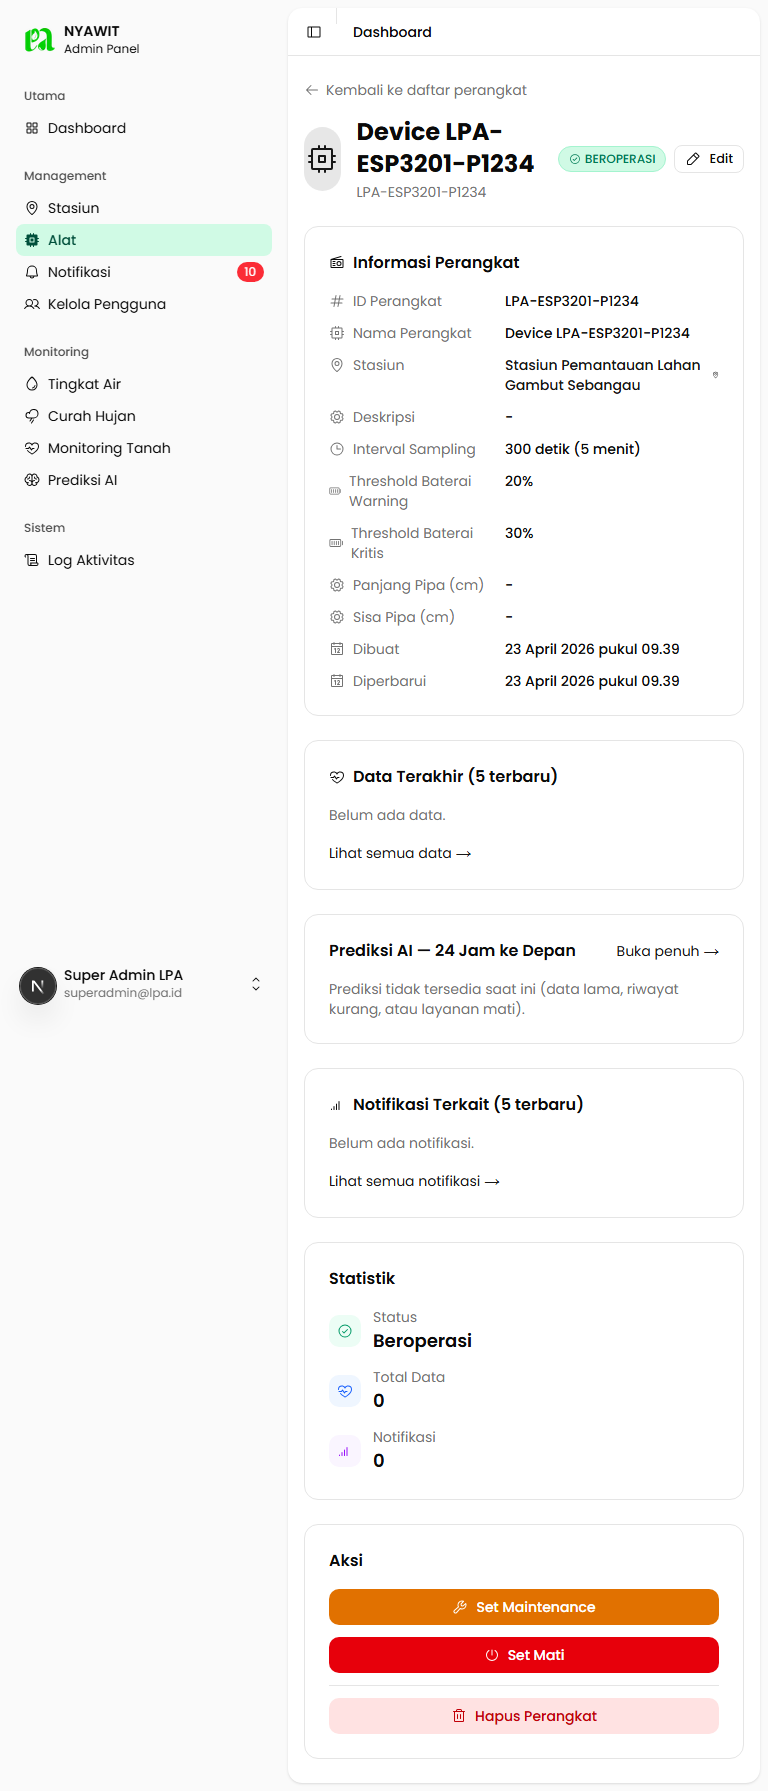 NYAWIT
Admin Panel
Utama
Dashboard
Management
Stasiun
Alat
Notifikasi
10
Kelola Pengguna
Monitoring
Tingkat Air
Curah Hujan
Monitoring Tanah
Prediksi AI
Sistem
Log Aktivitas
N
Super Admin LPA
superadmin@lpa.id
Dashboard
← Kembali ke daftar perangkat
Device LPA-
ESP3201-P1234
LPA-ESP3201-P1234
BEROPERASI
Edit
Informasi Perangkat
ID Perangkat
LPA-ESP3201-P1234
Nama Perangkat
Device LPA-ESP3201-P1234
Stasiun
Stasiun Pemantauan Lahan
Gambut Sebangau
Deskripsi
-
Interval Sampling
300 detik (5 menit)
Threshold Baterai
Warning
20%
Threshold Baterai
Kritis
30%
Panjang Pipa (cm)
-
Sisa Pipa (cm)
-
Dibuat
23 April 2026 pukul 09.39
Diperbarui
23 April 2026 pukul 09.39
Data Terakhir (5 terbaru)
Belum ada data.
Lihat semua data →
Prediksi AI — 24 Jam ke Depan
Buka penuh →
Prediksi tidak tersedia saat ini (data lama, riwayat
kurang, atau layanan mati).
Notifikasi Terkait (5 terbaru)
Belum ada notifikasi.
Lihat semua notifikasi →
Statistik
Status
Beroperasi
Total Data
0
Notifikasi
0
Aksi
Set Maintenance
Set Mati
Hapus Perangkat